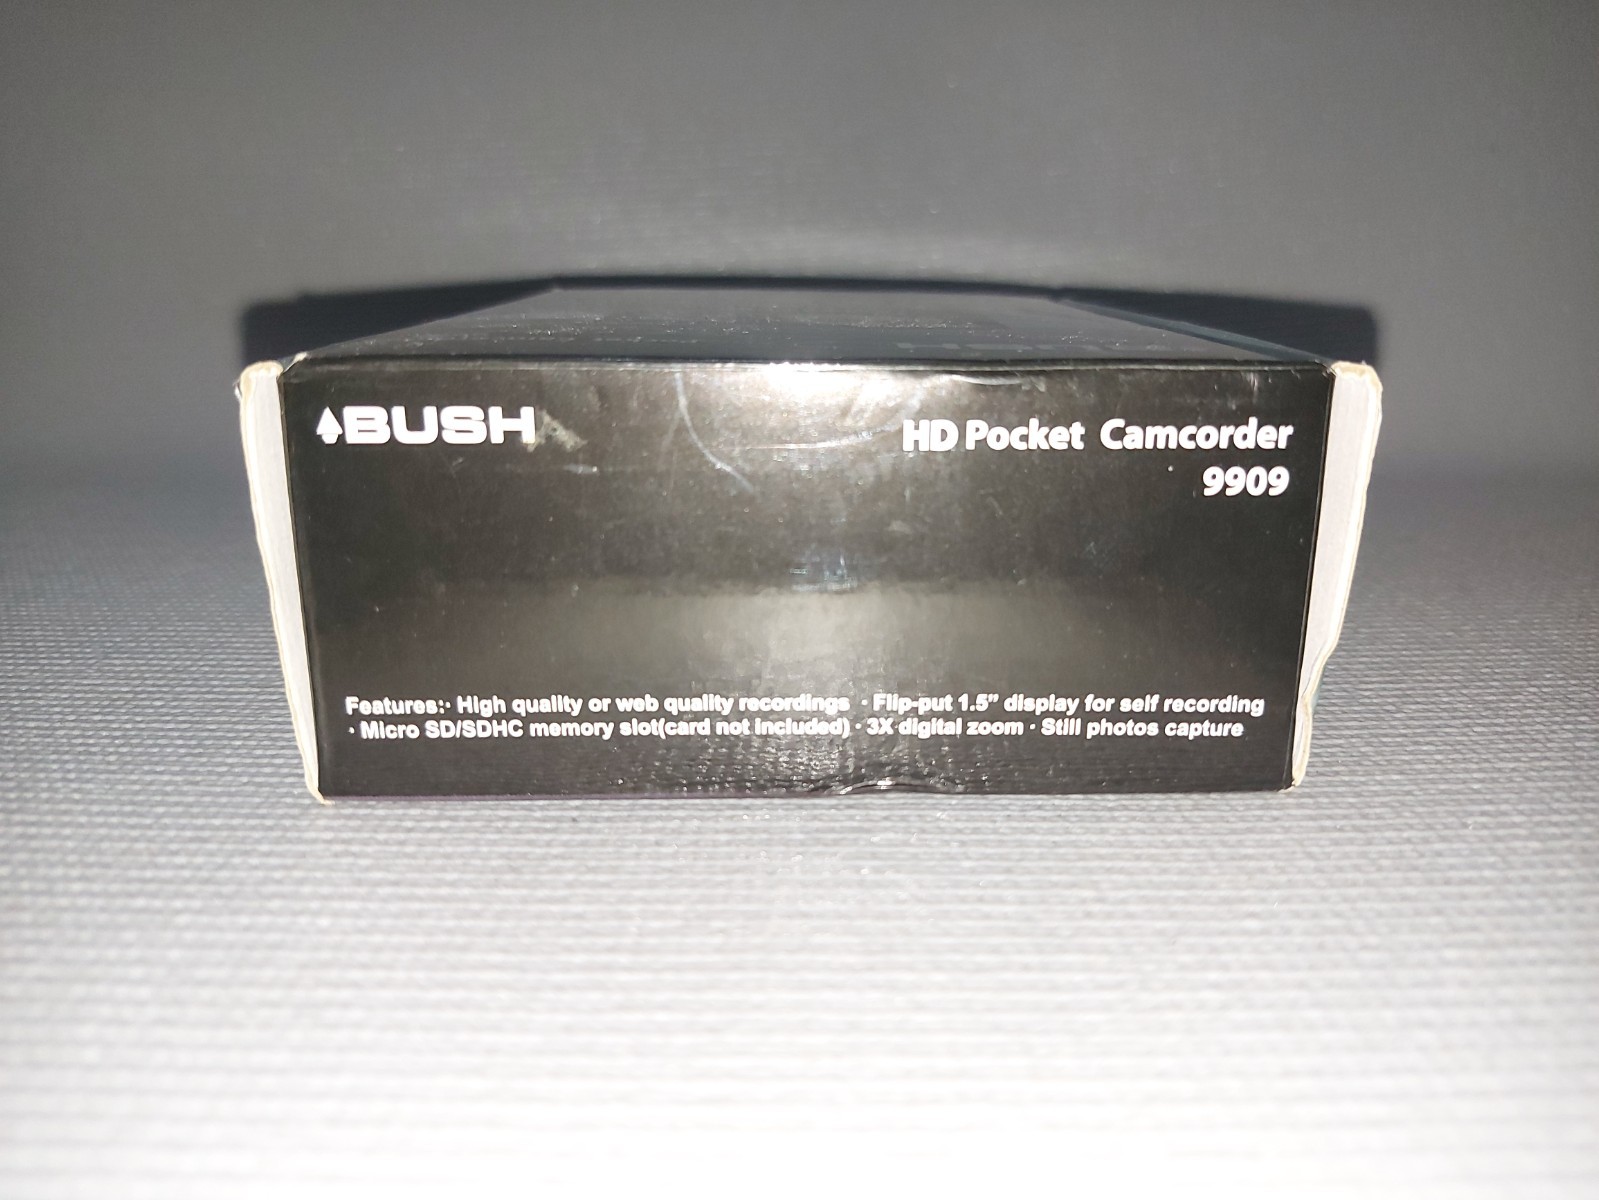 BUSH
HD Pocket Camcorder
9909
Features:· High quality or web quality recordings · Flip-put 1.5" display for self recording
· Micro SD/SDHC memory slot(card not included) · 3X digital zoom · Still photos capture